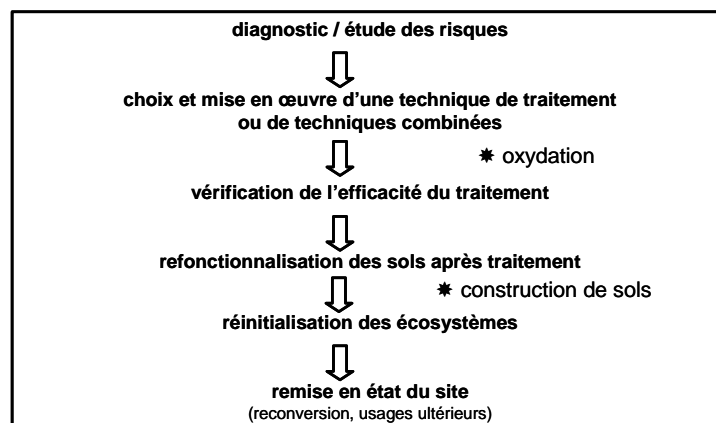 diagnostic / étude des risques
choix et mise en œuvre d'une technique de traitement
ou de techniques combinées
✷ oxydation
vérification de l'efficacité du traitement
refonctionnalisation des sols après traitement
✷ construction de sols
réinitialisation des écosystèmes
remise en état du site
(reconversion, usages ultérieurs)